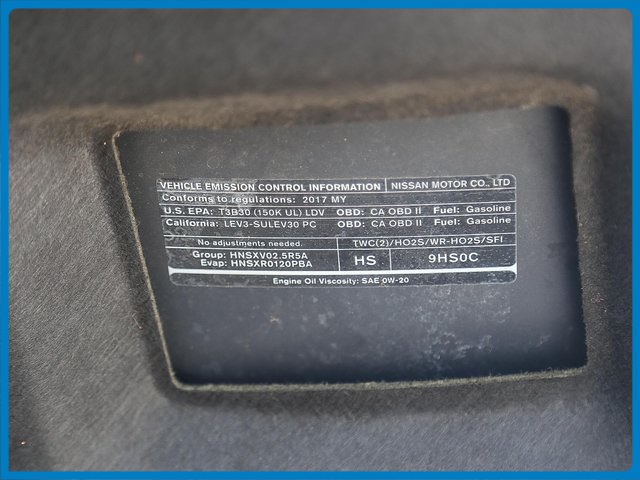 VEHICLE EMISSION CONTROL INFORMATION NISSAN MOTOR CO., LTD
Conforms to regulations: 2017 MY
U.S. EPA: T3B30 (150K UL) LDV OBD: CA OBD II Fuel: Gasoline
California: LEV3-SULEV30 PC OBD: CA OBD II Fuel: Gasoline
No adjustments needed. TWC(2)/HO2S/WR-HO2S/SFI
Group: HNSXV02.5R5A
Evap: HNSXR0120PBA
HS 9HS0C
Engine Oil Viscosity: SAE 0W-20